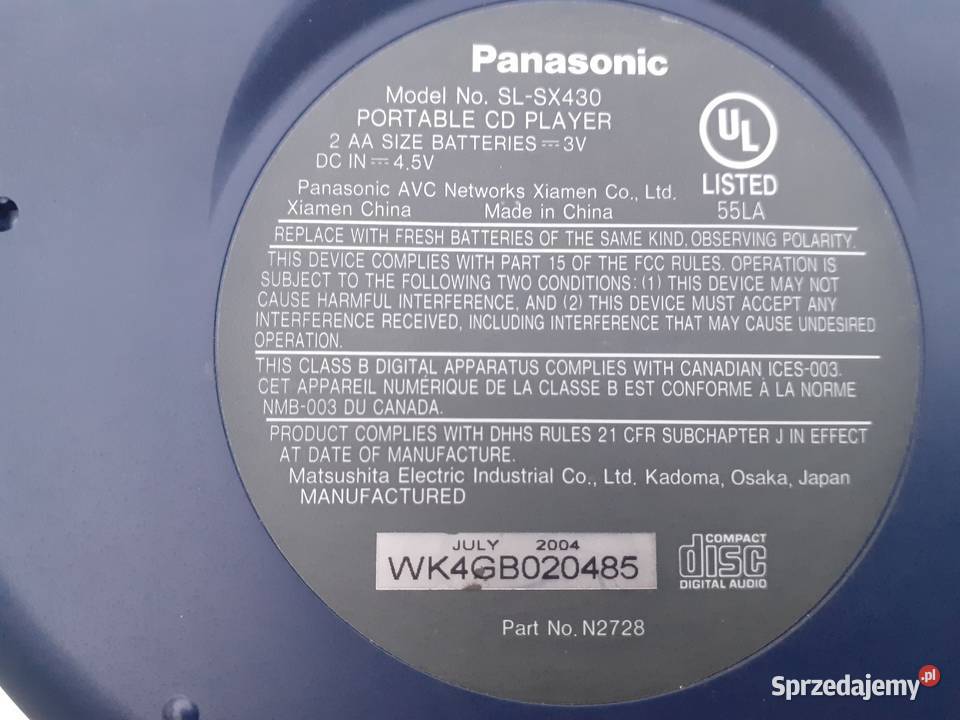 Panasonic
Model No. SL-SX430
PORTABLE CD PLAYER
2 AA SIZE BATTERIES ⎓ 3V
DC IN ⎓ 4.5V
UL
LISTED
55LA
Panasonic AVC Networks Xiamen Co., Ltd.
Xiamen China Made in China
REPLACE WITH FRESH BATTERIES OF THE SAME KIND, OBSERVING POLARITY.
THIS DEVICE COMPLIES WITH PART 15 OF THE FCC RULES. OPERATION IS
SUBJECT TO THE FOLLOWING TWO CONDITIONS: (1) THIS DEVICE MAY NOT
CAUSE HARMFUL INTERFERENCE, AND (2) THIS DEVICE MUST ACCEPT ANY
INTERFERENCE RECEIVED, INCLUDING INTERFERENCE THAT MAY CAUSE UNDESIRED
OPERATION.
THIS CLASS B DIGITAL APPARATUS COMPLIES WITH CANADIAN ICES-003.
CET APPAREIL NUMÉRIQUE DE LA CLASSE B EST CONFORME À LA NORME
NMB-003 DU CANADA.
PRODUCT COMPLIES WITH DHHS RULES 21 CFR SUBCHAPTER J IN EFFECT
AT DATE OF MANUFACTURE.
Matsushita Electric Industrial Co., Ltd. Kadoma, Osaka, Japan
MANUFACTURED
JULY 2004
WK4GB020485
COMPACT
disc
DIGITAL AUDIO
Part No. N2728
Sprzedajemy.pl